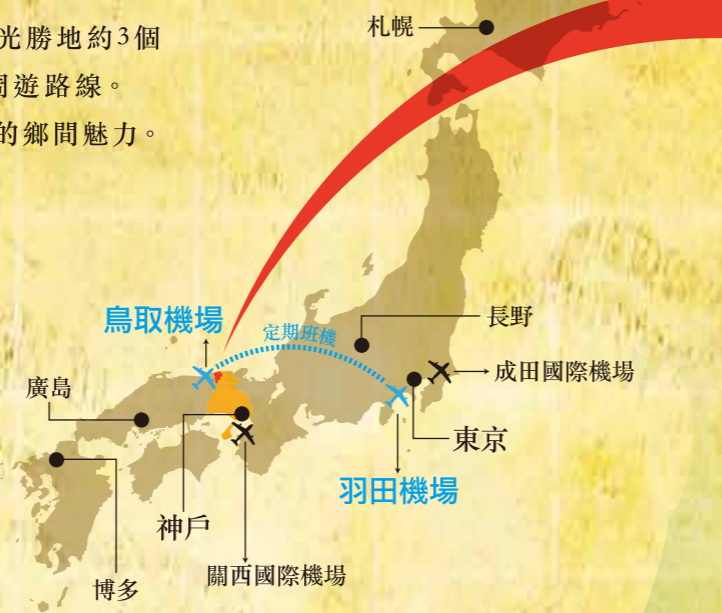 光勝地約3個
周遊路線。
的鄉間魅力。
札幌
鳥取機場
定期班機
長野
成田國際機場
廣島
東京
羽田機場
神戶
關西國際機場
博多